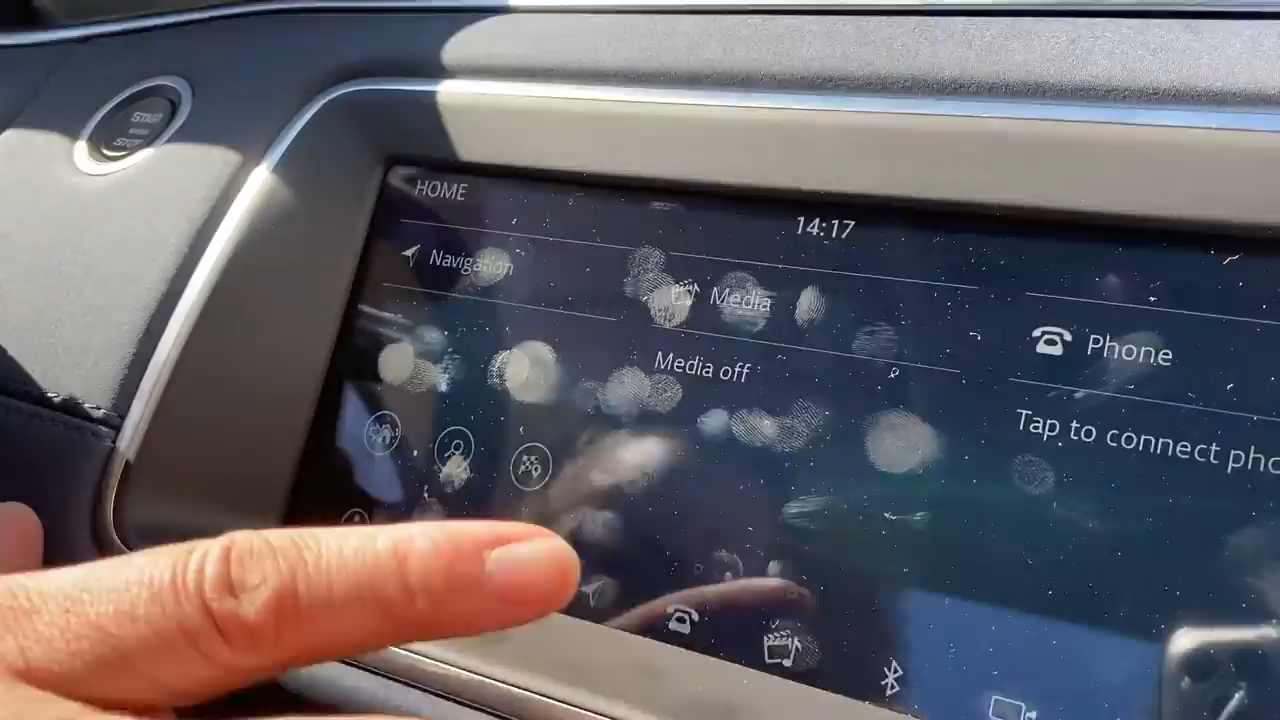 START
STOP
HOME
14:17
Navigation
Media
Phone
Media off
Tap to connect pho